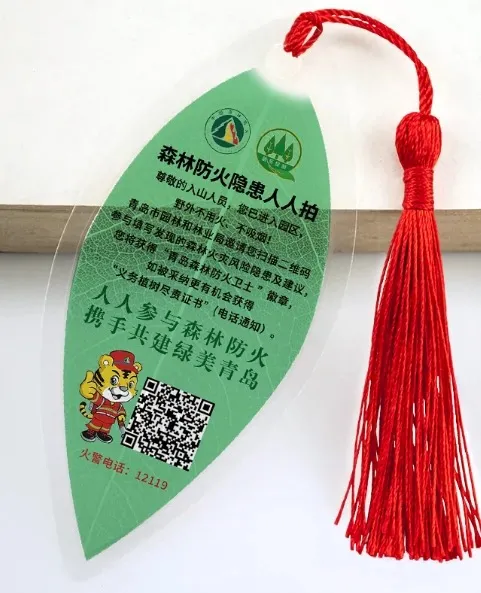 森林防火隐患人人拍
尊敬的入山人员，您已进入园区，
野外不用火、不吸烟！
青岛市园林和林业局邀请您扫描二维码
参与填写发现的森林火灾风险隐患及建议，
您将获得“青岛森林防火卫士”徽章，
如被采纳更有机会获得
“义务植树尽责证书”（电话通知）。
人人参与森林防火
携手共建绿美青岛
火警电话：12119